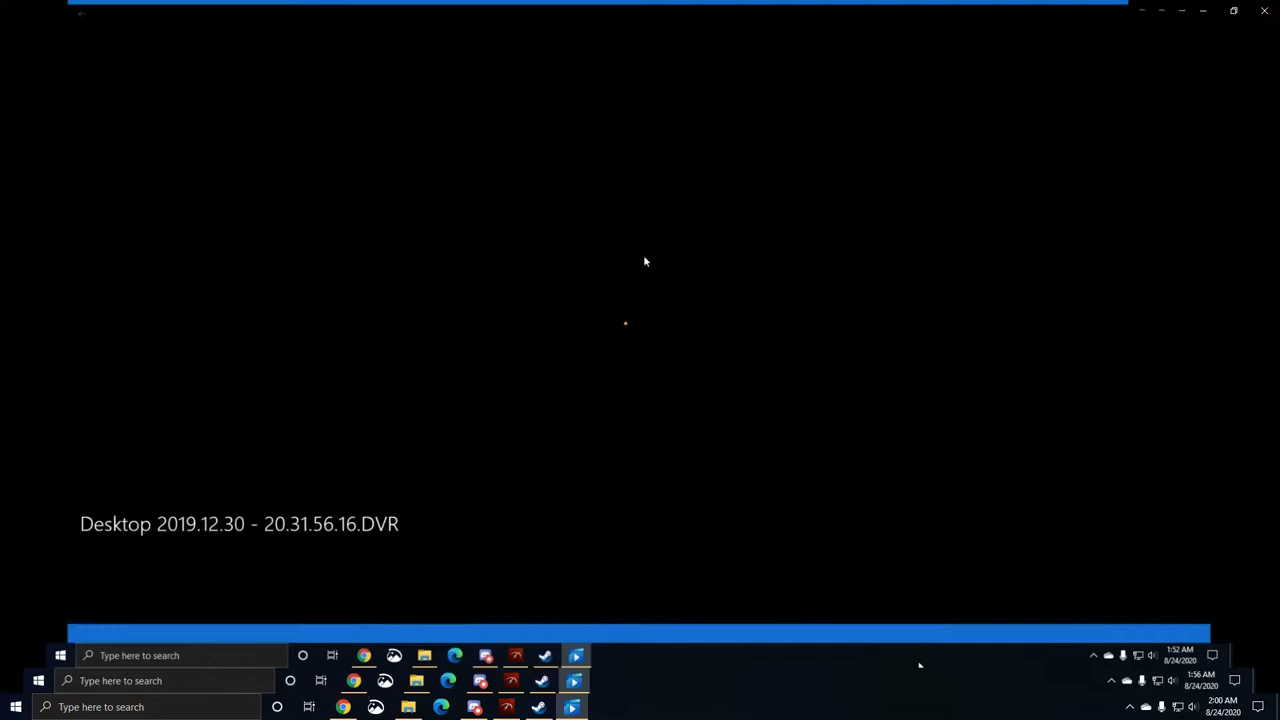 Desktop 2019.12.30 - 20.31.56.16.DVR
Type here to search
1:52 AM
8/24/2020
Type here to search
1:56 AM
8/24/2020
Type here to search
2:00 AM
8/24/2020